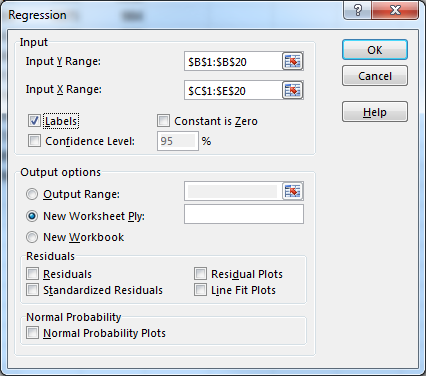 Regression
Input
Input Y Range:
$B$1:$B$20
Input X Range:
$C$1:$E$20
Labels
Constant is Zero
Confidence Level:
95 %
OK
Cancel
Help
Output options
Output Range:
New Worksheet Ply:
New Workbook
Residuals
Residuals
Residual Plots
Standardized Residuals
Line Fit Plots
Normal Probability
Normal Probability Plots